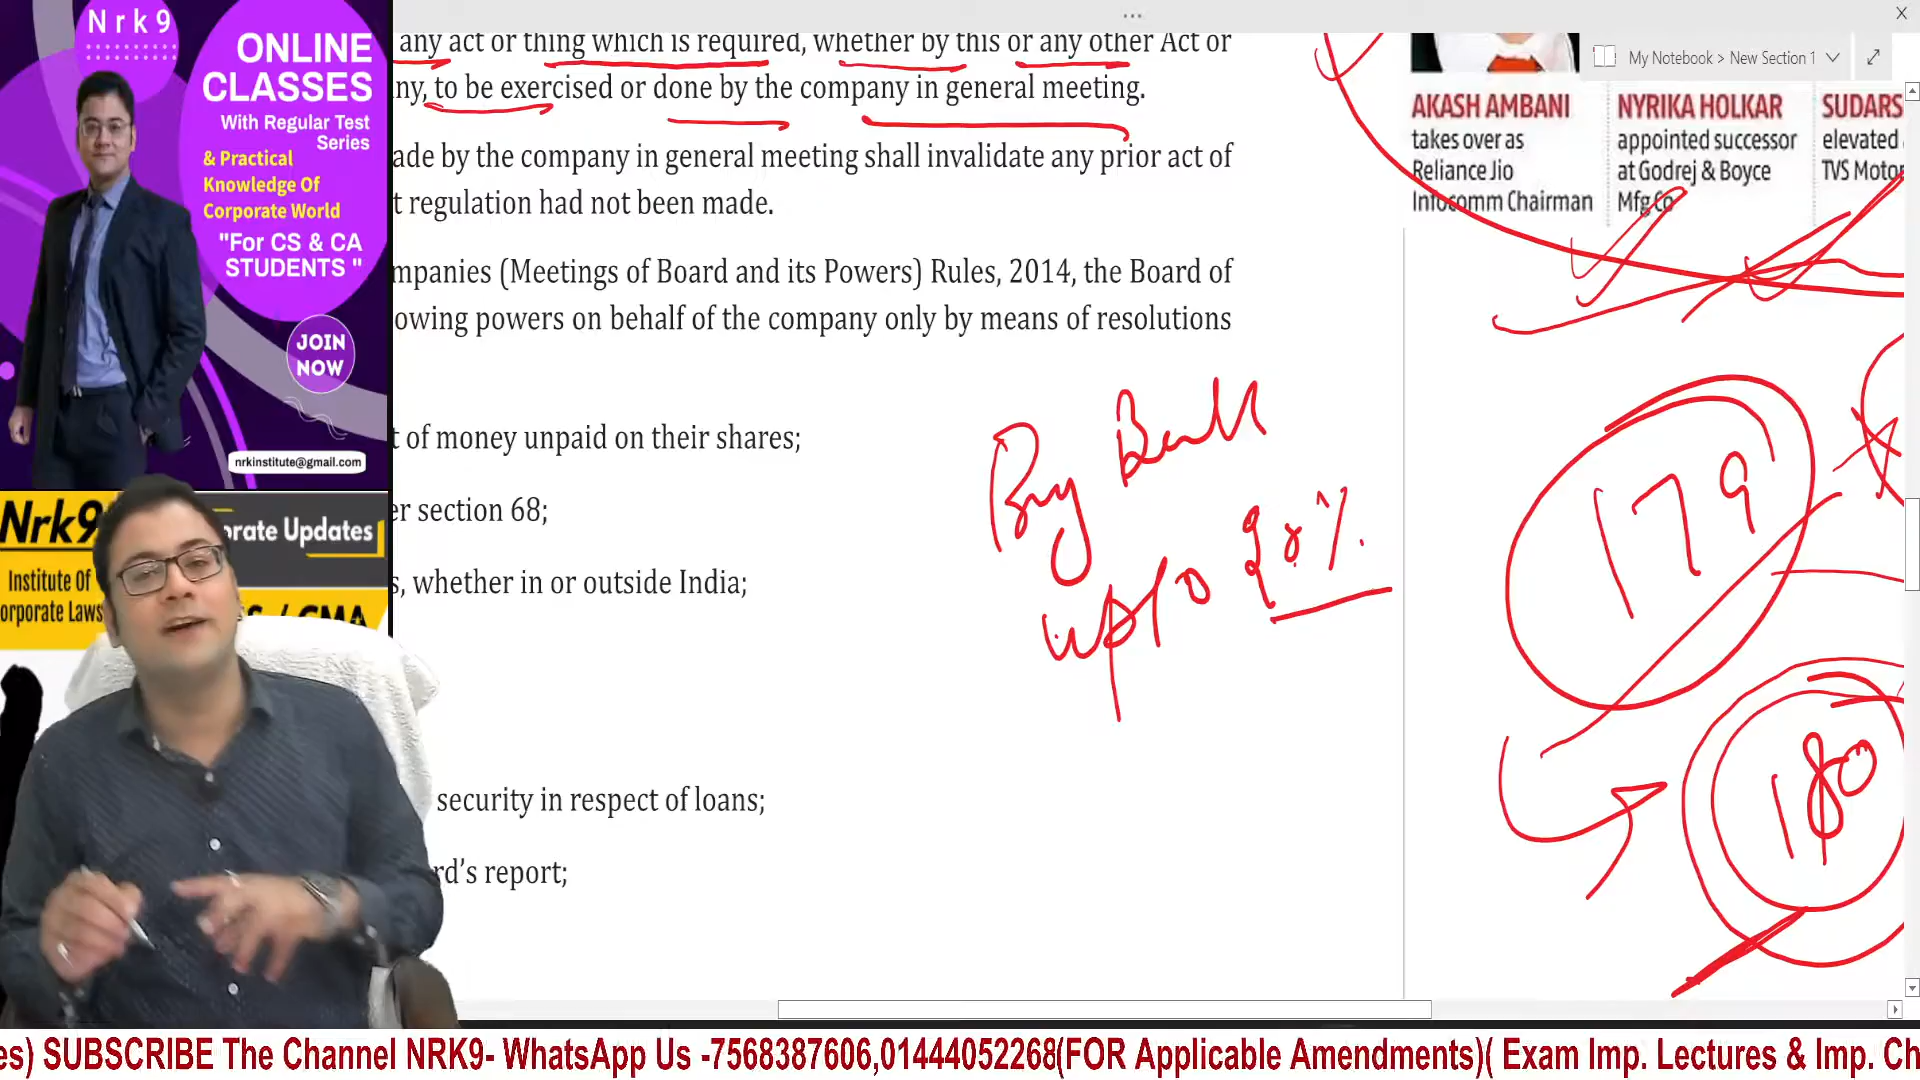 Nrk9
ONLINE
CLASSES
With Regular Test
Series
& Practical
Knowledge Of
Corporate World
"For CS & CA
STUDENTS "
JOIN
NOW
nrkinstitute@gmail.com
Nrk9
orate Updates
Institute Of
orporate Laws
CMA
any act or thing which is required, whether by this or any other Act or
ny, to be exercised or done by the company in general meeting.
ade by the company in general meeting shall invalidate any prior act of
t regulation had not been made.
mpanies (Meetings of Board and its Powers) Rules, 2014, the Board of
lowing powers on behalf of the company only by means of resolutions
t of money unpaid on their shares;
er section 68;
s, whether in or outside India;
security in respect of loans;
rd's report;
Buy Back
upto
%
My Notebook > New Section 1
AKASH AMBANI
takes over as
Reliance Jio
Infocomm Chairman
NYRIKA HOLKAR
appointed successor
at Godrej & Boyce
Mfg Co
SUDARS
elevated
TVS Motor
179
180
es) SUBSCRIBE The Channel NRK9- WhatsApp Us -7568387606,01444052268(FOR Applicable Amendments)( Exam Imp. Lectures & Imp. Ch